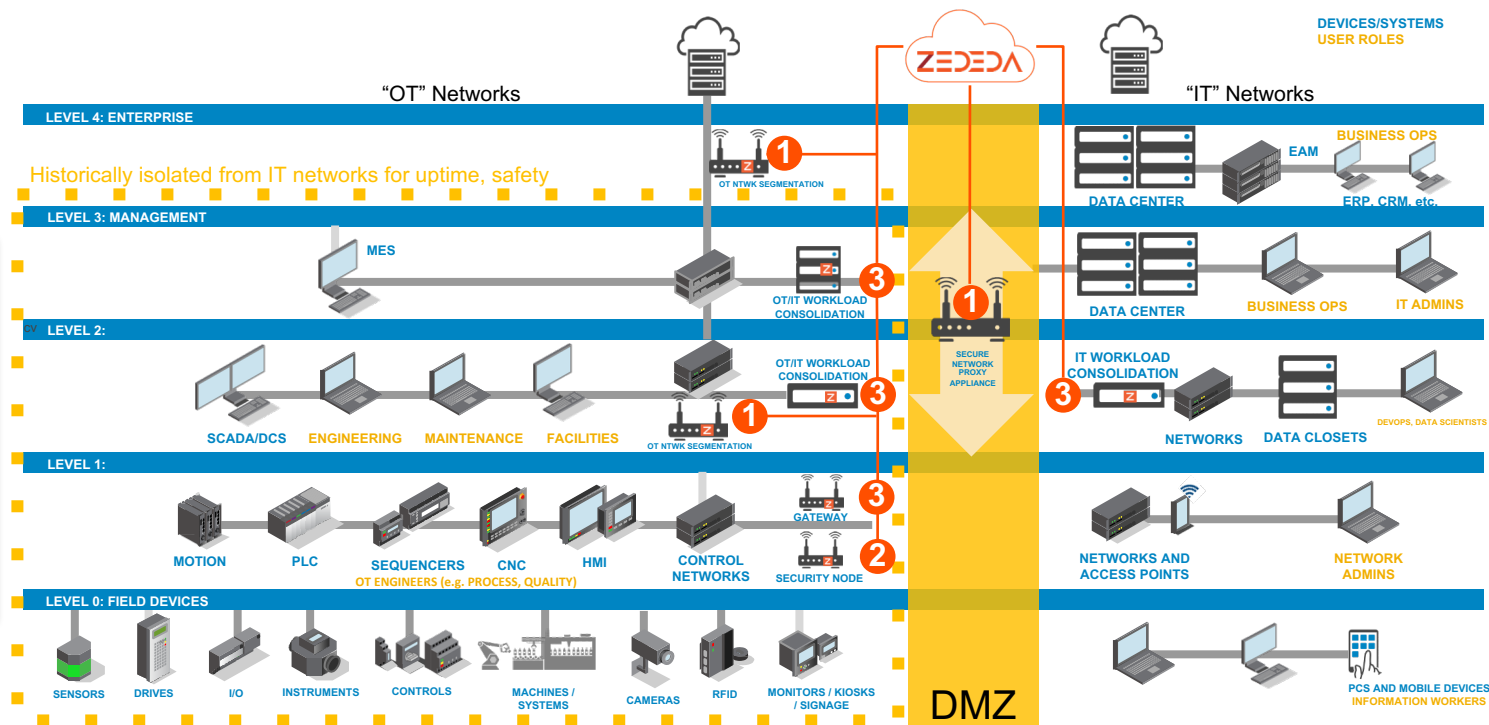 DEVICES/SYSTEMS
USER ROLES
ZEDEDA
"OT" Networks
"IT" Networks
LEVEL 4: ENTERPRISE
BUSINESS OPS
EAM
1
Z
OT NTWK SEGMENTATION
Historically isolated from IT networks for uptime, safety
DATA CENTER
ERP, CRM, etc.
LEVEL 3: MANAGEMENT
MES
Z
3
OT/IT WORKLOAD
CONSOLIDATION
1
DATA CENTER
BUSINESS OPS
IT ADMINS
CV
LEVEL 2:
SECURE
NETWORK
PROXY
APPLIANCE
OT/IT WORKLOAD
CONSOLIDATION
Z
3
IT WORKLOAD
CONSOLIDATION
3
Z
1
Z
SCADA/DCS
ENGINEERING
MAINTENANCE
FACILITIES
OT NTWK SEGMENTATION
NETWORKS
DATA CLOSETS
DEVOPS, DATA SCIENTISTS
LEVEL 1:
3
Z
GATEWAY
2
Z
SECURITY NODE
MOTION
PLC
SEQUENCERS
CNC
HMI
CONTROL
NETWORKS
OT ENGINEERS (e.g. PROCESS, QUALITY)
NETWORKS AND
ACCESS POINTS
NETWORK
ADMINS
LEVEL 0: FIELD DEVICES
SENSORS
DRIVES
I/O
INSTRUMENTS
CONTROLS
MACHINES /
SYSTEMS
CAMERAS
RFID
MONITORS / KIOSKS
/ SIGNAGE
DMZ
PCS AND MOBILE DEVICES
INFORMATION WORKERS